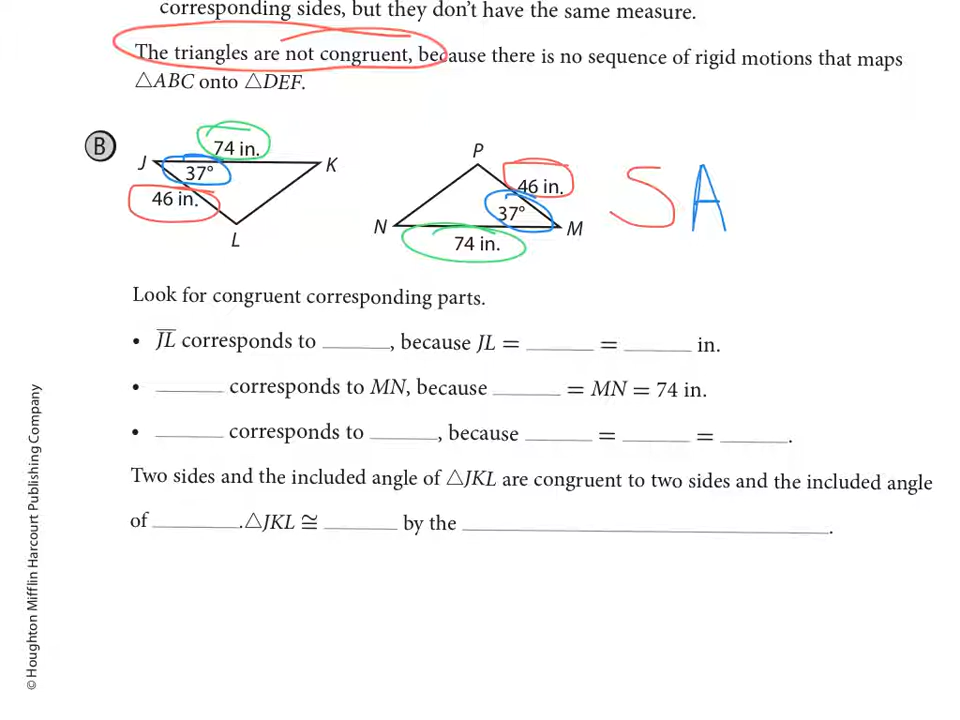 corresponding sides, but they don't have the same measure.
The triangles are not congruent, because there is no sequence of rigid motions that maps
△ABC onto △DEF.
B
J 74 in. K
37°
46 in.
L
P
46 in.
37°
N M
74 in.
SA
Look for congruent corresponding parts.
• J̅L̅ corresponds to ______, because JL = ______ = ______ in.
• ______ corresponds to MN, because ______ = MN = 74 in.
• ______ corresponds to ______, because ______ = ______ = ______.
Two sides and the included angle of △JKL are congruent to two sides and the included angle
of ________. △JKL ≅ ______ by the ______________________________.
© Houghton Mifflin Harcourt Publishing Company